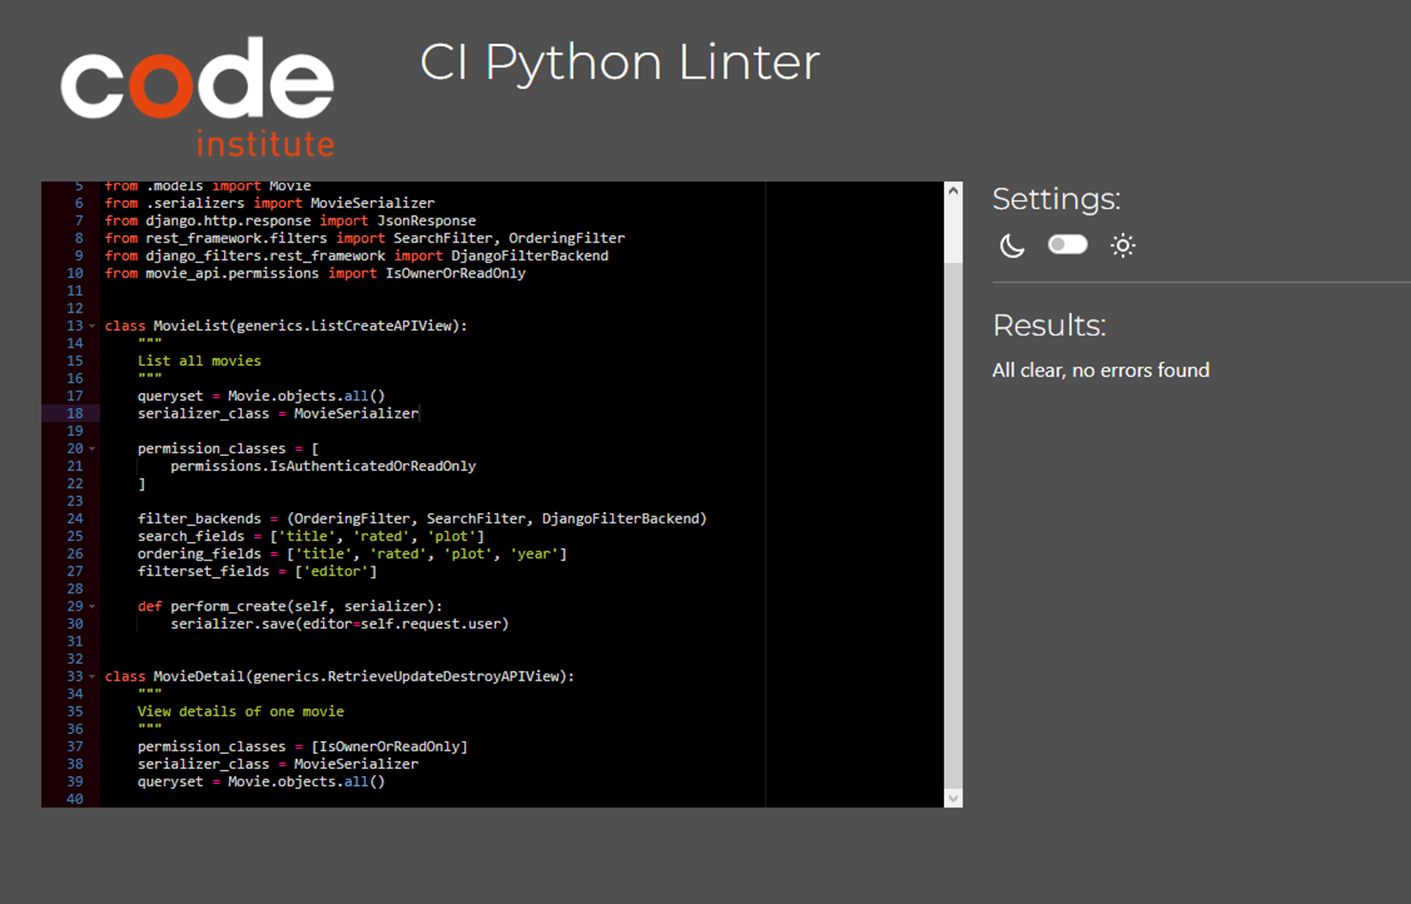 code
institute
CI Python Linter
5 from .models import Movie
6 from .serializers import MovieSerializer
7 from django.http.response import JsonResponse
8 from rest_framework.filters import SearchFilter, OrderingFilter
9 from django_filters.rest_framework import DjangoFilterBackend
10 from movie_api.permissions import IsOwnerOrReadOnly
11
12
13 class MovieList(generics.ListCreateAPIView):
14 """
15 List all movies
16 """
17 queryset = Movie.objects.all()
18 serializer_class = MovieSerializer
19
20 permission_classes = [
21 permissions.IsAuthenticatedOrReadOnly
22 ]
23
24 filter_backends = (OrderingFilter, SearchFilter, DjangoFilterBackend)
25 search_fields = ['title', 'rated', 'plot']
26 ordering_fields = ['title', 'rated', 'plot', 'year']
27 filterset_fields = ['editor']
28
29 def perform_create(self, serializer):
30 serializer.save(editor=self.request.user)
31
32
33 class MovieDetail(generics.RetrieveUpdateDestroyAPIView):
34 """
35 View details of one movie
36 """
37 permission_classes = [IsOwnerOrReadOnly]
38 serializer_class = MovieSerializer
39 queryset = Movie.objects.all()
40
Settings:
Results:
All clear, no errors found